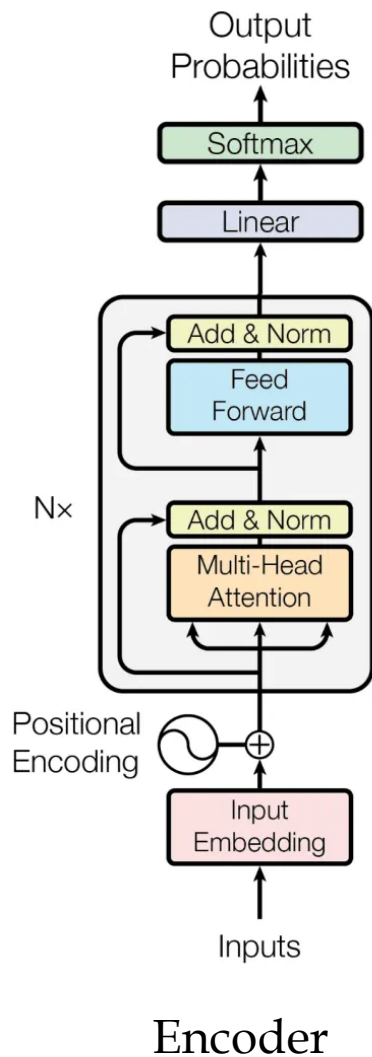 Output
Probabilities
Softmax
Linear
Add & Norm
Feed
Forward
N×
Add & Norm
Multi-Head
Attention
Positional
Encoding
Input
Embedding
Inputs
Encoder